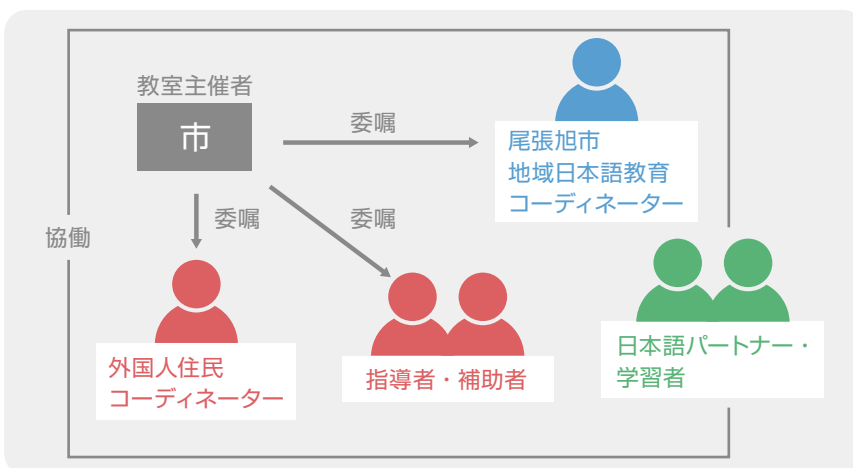 教室主催者
市
委嘱
尾張旭市
地域日本語教育
コーディネーター
委嘱
委嘱
協働
外国人住民
コーディネーター
指導者・補助者
日本語パートナー・
学習者